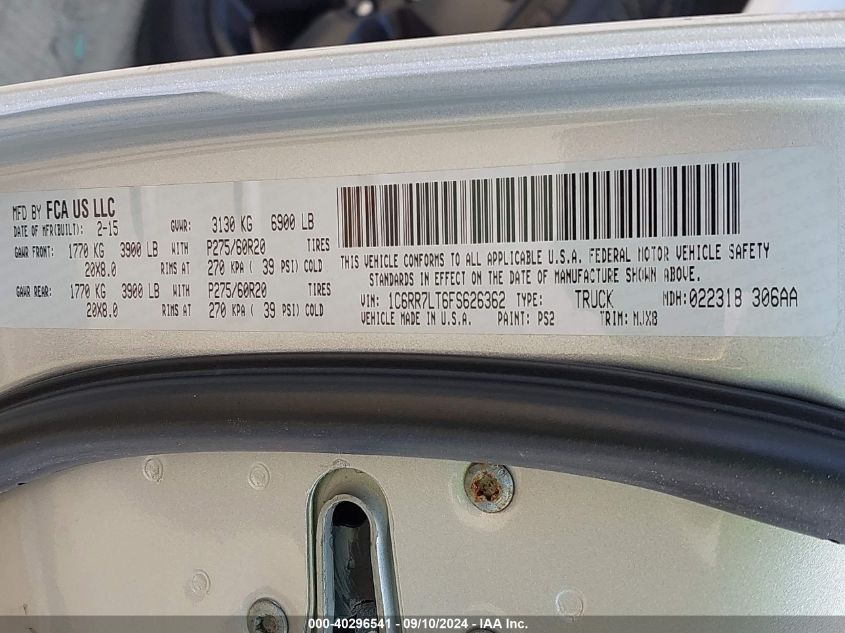 MFD BY FCA US LLC
DATE OF MFR(BUILT): 2-15 GVWR: 3130 KG 6900 LB
GAWR FRONT: 1770 KG 3900 LB WITH P275/60R20 TIRES
20X8.0 RIMS AT 270 KPA ( 39 PSI) COLD
GAWR REAR: 1770 KG 3900 LB WITH P275/60R20 TIRES
20X8.0 RIMS AT 270 KPA ( 39 PSI) COLD
THIS VEHICLE CONFORMS TO ALL APPLICABLE U.S.A. FEDERAL MOTOR VEHICLE SAFETY
STANDARDS IN EFFECT ON THE DATE OF MANUFACTURE SHOWN ABOVE.
VIN: 1C6RR7LT6FS626362 TYPE: TRUCK MDH: 022318 306AA
VEHICLE MADE IN U.S.A. PAINT: PS2 TRIM: MJX8
000-40296541 - 09/10/2024 - IAA Inc.